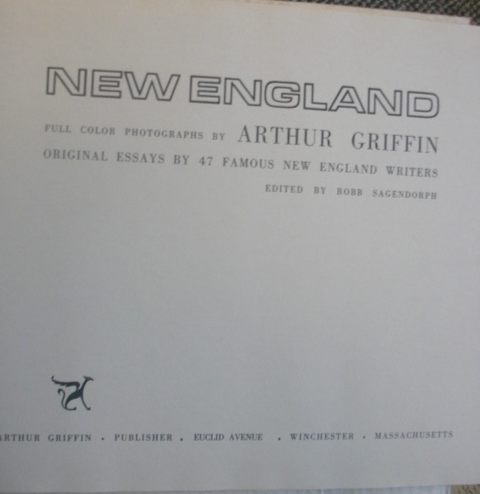 NEW ENGLAND
FULL COLOR PHOTOGRAPHS BY ARTHUR GRIFFIN
ORIGINAL ESSAYS BY 47 FAMOUS NEW ENGLAND WRITERS
EDITED BY ROBB SAGENDORPH
ARTHUR GRIFFIN • PUBLISHER • EUCLID AVENUE • WINCHESTER • MASSACHUSETTS